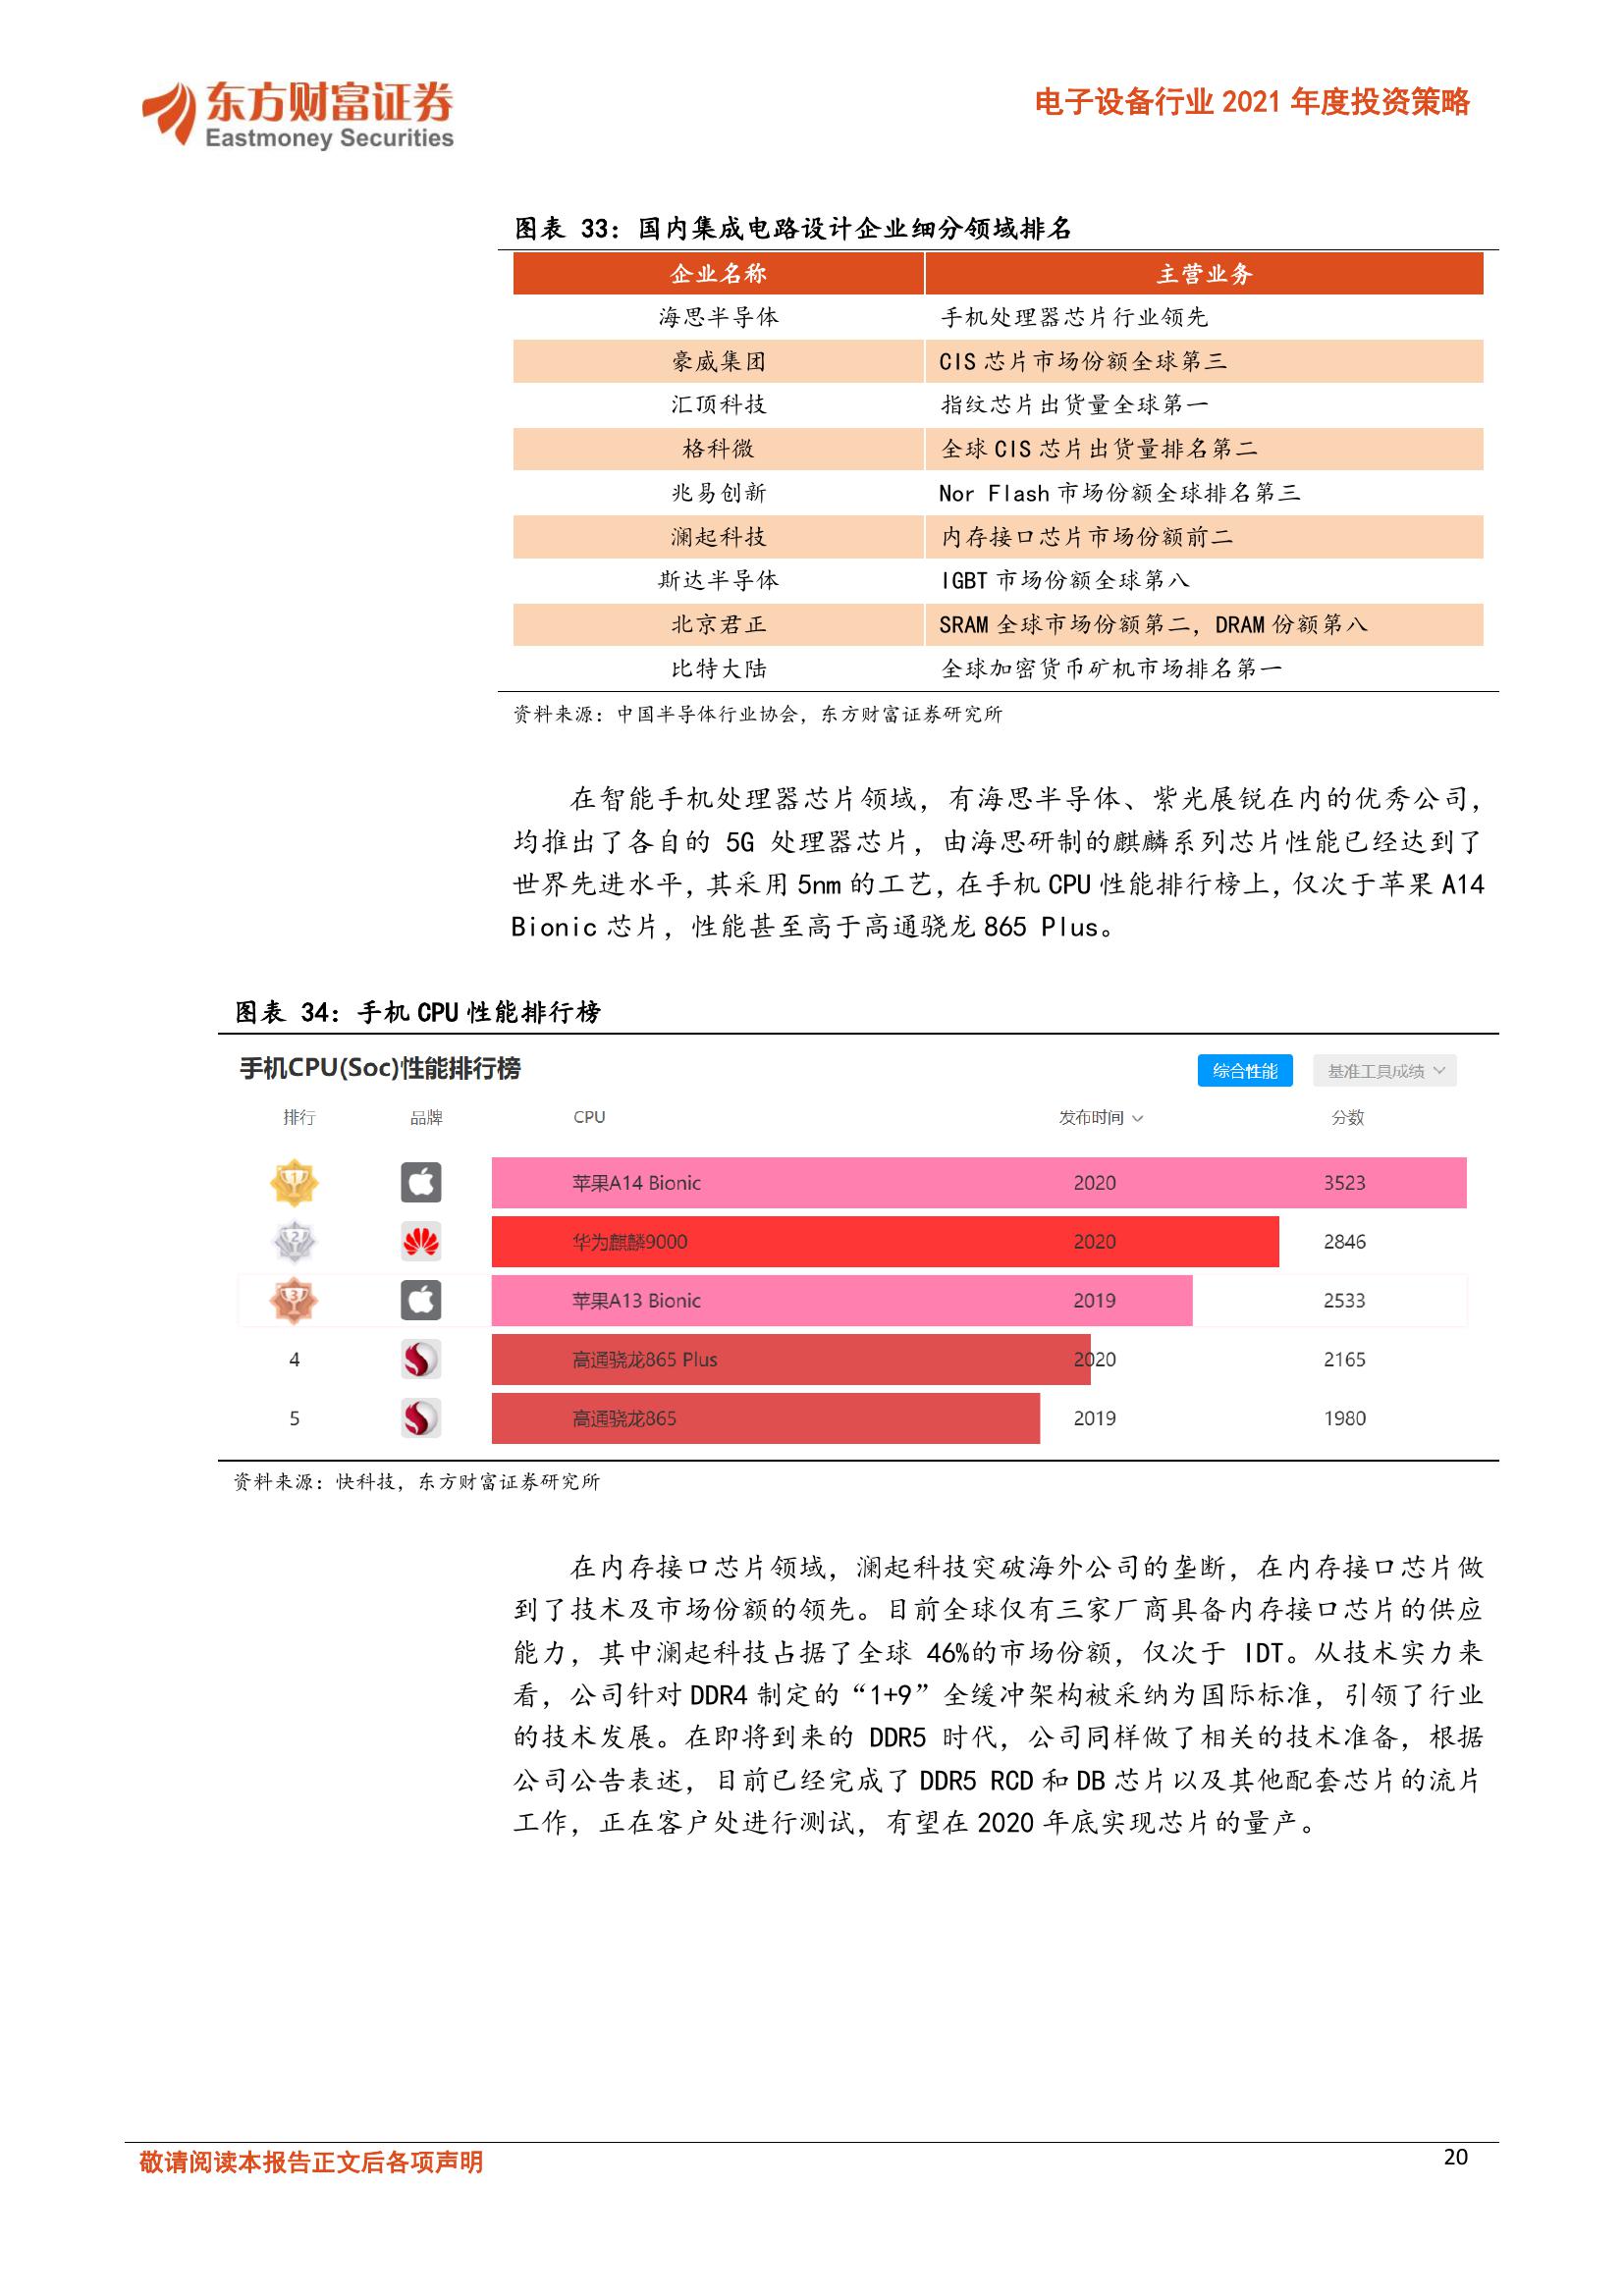 东方财富证券
Eastmoney Securities
电子设备行业 2021 年度投资策略
图表 33：国内集成电路设计企业细分领域排名
企业名称 主营业务
海思半导体 手机处理器芯片行业领先
豪威集团 CIS 芯片市场份额全球第三
汇顶科技 指纹芯片出货量全球第一
格科微 全球 CIS 芯片出货量排名第二
兆易创新 Nor Flash 市场份额全球排名第三
澜起科技 内存接口芯片市场份额前二
斯达半导体 IGBT 市场份额全球第八
北京君正 SRAM 全球市场份额第二，DRAM 份额第八
比特大陆 全球加密货币矿机市场排名第一
资料来源：中国半导体行业协会，东方财富证券研究所
在智能手机处理器芯片领域，有海思半导体、紫光展锐在内的优秀公司，
均推出了各自的 5G 处理器芯片，由海思研制的麒麟系列芯片性能已经达到了
世界先进水平，其采用 5nm 的工艺，在手机 CPU 性能排行榜上，仅次于苹果 A14
Bionic 芯片，性能甚至高于高通骁龙 865 Plus。
图表 34：手机 CPU 性能排行榜
手机CPU(Soc)性能排行榜 综合性能 基准工具成绩
排行 品牌 CPU 发布时间 分数
1 苹果A14 Bionic 2020 3523
2 华为麒麟9000 2020 2846
3 苹果A13 Bionic 2019 2533
4 高通骁龙865 Plus 2020 2165
5 高通骁龙865 2019 1980
资料来源：快科技，东方财富证券研究所
在内存接口芯片领域，澜起科技突破海外公司的垄断，在内存接口芯片做
到了技术及市场份额的领先。目前全球仅有三家厂商具备内存接口芯片的供应
能力，其中澜起科技占据了全球 46%的市场份额，仅次于 IDT。从技术实力来
看，公司针对 DDR4 制定的“1+9”全缓冲架构被采纳为国际标准，引领了行业
的技术发展。在即将到来的 DDR5 时代，公司同样做了相关的技术准备，根据
公司公告表述，目前已经完成了 DDR5 RCD 和 DB 芯片以及其他配套芯片的流片
工作，正在客户处进行测试，有望在 2020 年底实现芯片的量产。
敬请阅读本报告正文后各项声明 20